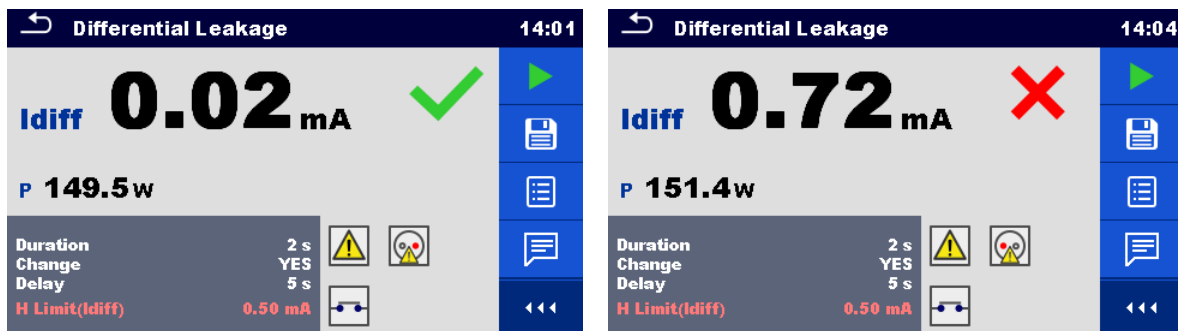 Differential Leakage 14:01
Idiff 0.02 mA
P 149.5 W
Duration 2 s
Change YES
Delay 5 s
H Limit(Idiff) 0.50 mA
Differential Leakage 14:04
Idiff 0.72 mA
P 151.4 W
Duration 2 s
Change YES
Delay 5 s
H Limit(Idiff) 0.50 mA